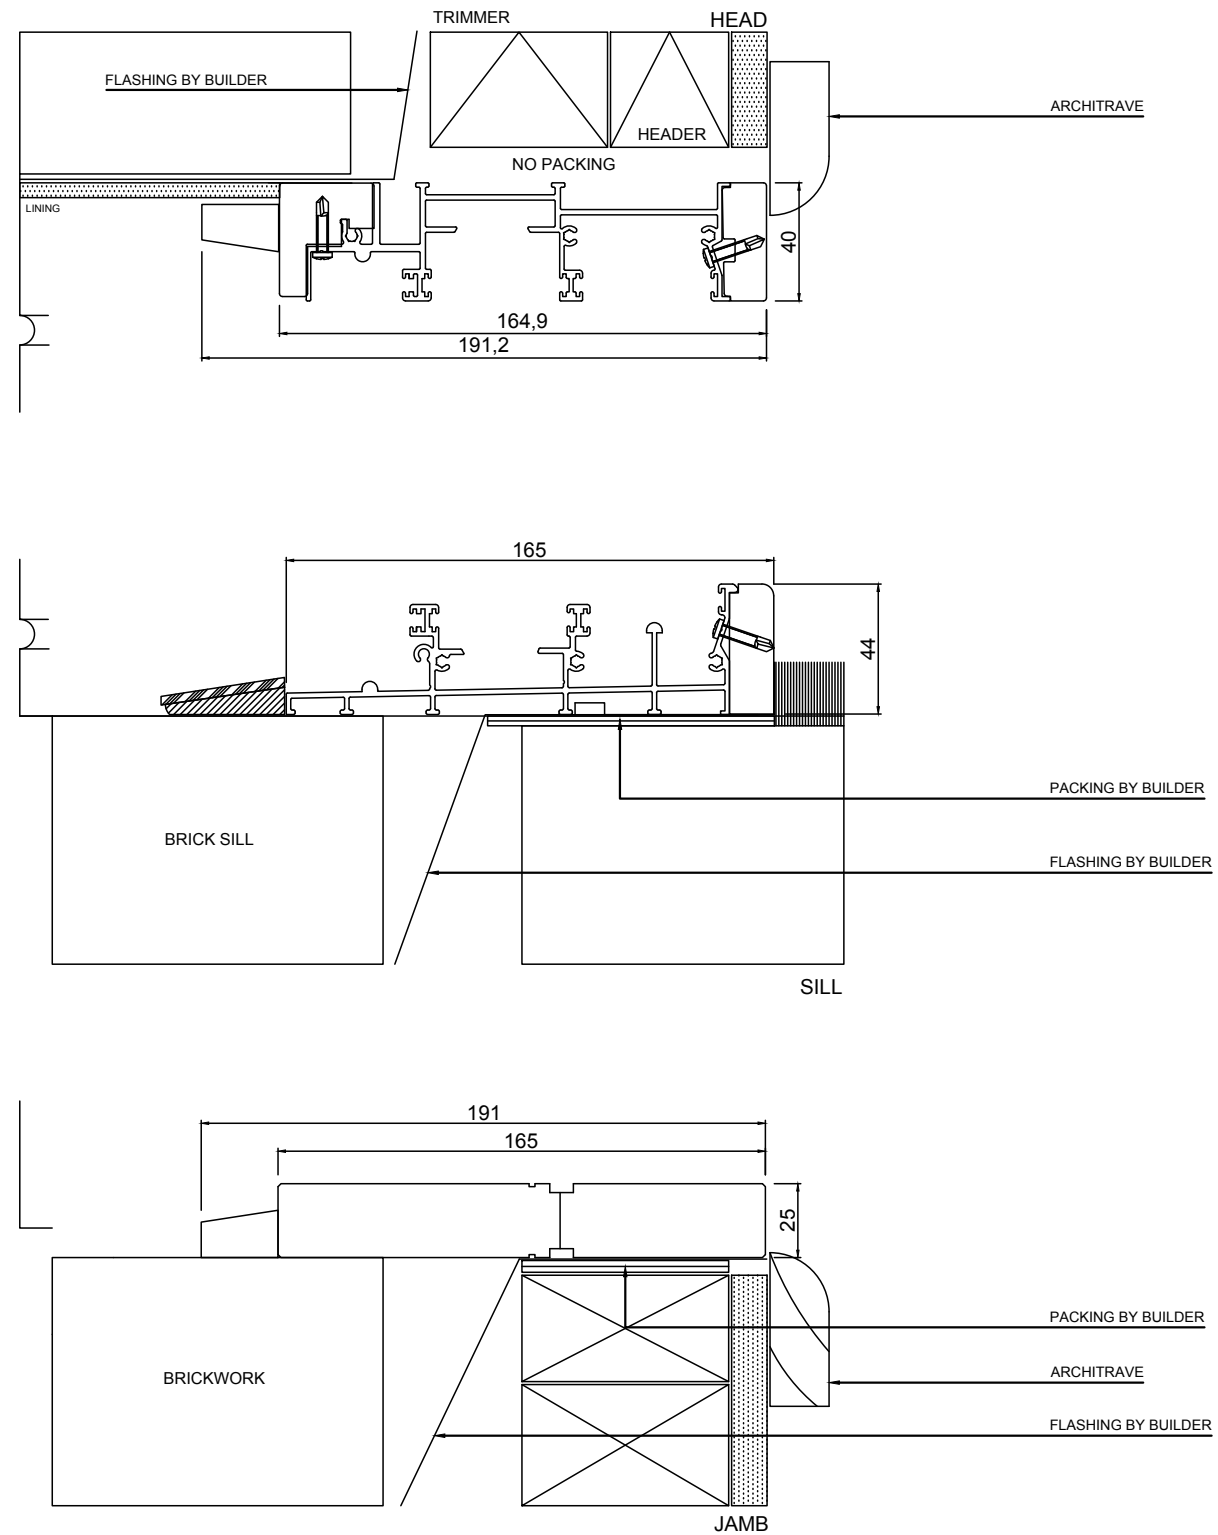 TRIMMER
HEAD
FLASHING BY BUILDER
ARCHITRAVE
HEADER
NO PACKING
LINING
40
164,9
191,2
165
44
PACKING BY BUILDER
BRICK SILL
FLASHING BY BUILDER
SILL
191
165
25
PACKING BY BUILDER
ARCHITRAVE
BRICKWORK
FLASHING BY BUILDER
JAMB